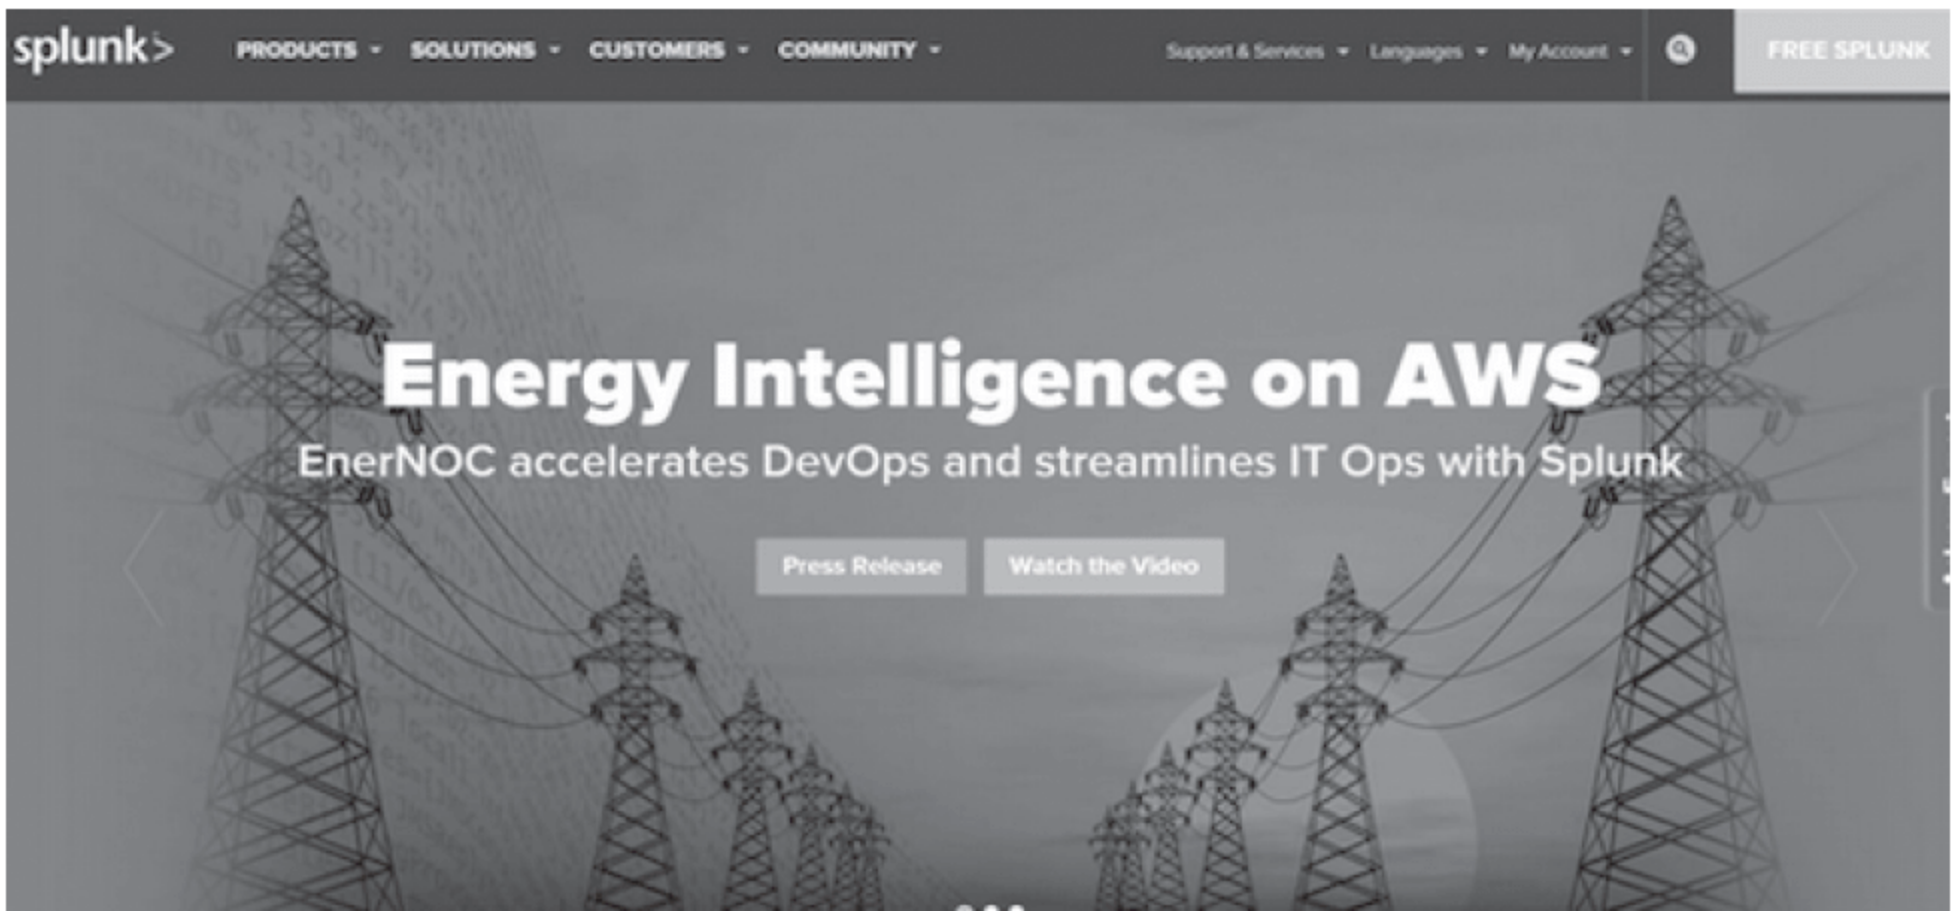 splunk>
PRODUCTS SOLUTIONS CUSTOMERS COMMUNITY Support & Services Languages My Account FREE SPLUNK
Energy Intelligence on AWS
EnerNOC accelerates DevOps and streamlines IT Ops with Splunk
Press Release Watch the Video